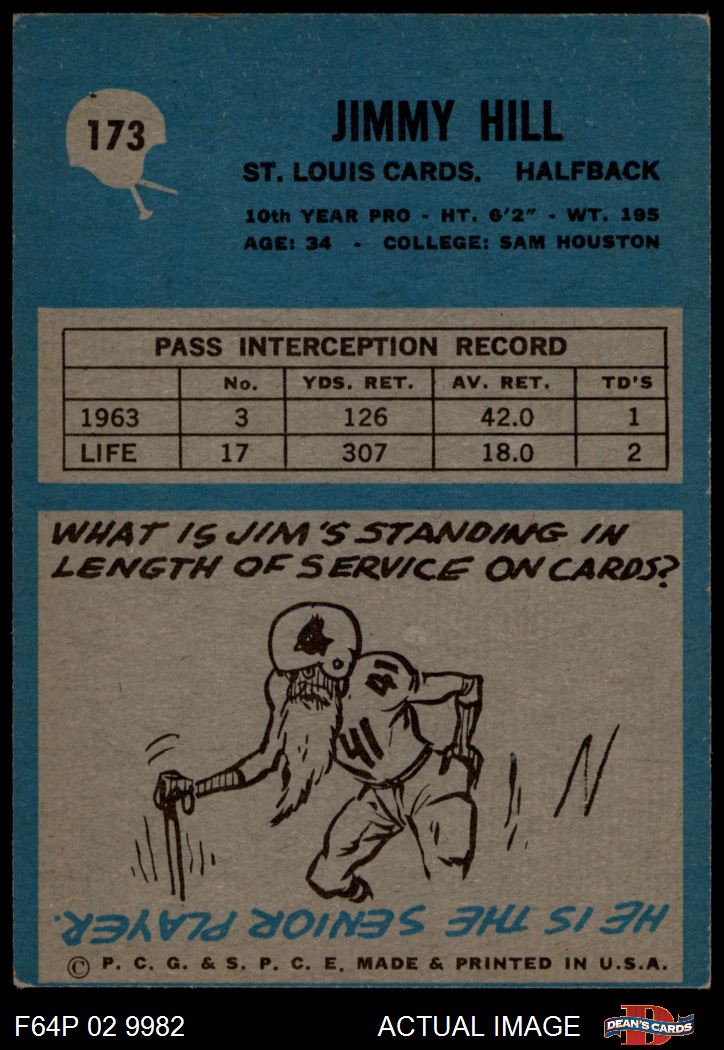 173
JIMMY HILL
ST. LOUIS CARDS. HALFBACK
10th YEAR PRO - HT. 6'2" - WT. 195
AGE: 34 - COLLEGE: SAM HOUSTON
PASS INTERCEPTION RECORD
No. YDS. RET. AV. RET. TD'S
1963 3 126 42.0 1
LIFE 17 307 18.0 2
WHAT IS JIM'S STANDING IN
LENGTH OF SERVICE ON CARDS?
41
41
HE IS THE SENIOR PLAYER.
© P. C. G. & S. P. C. E. MADE & PRINTED IN U.S.A.
F64P 02 9982 ACTUAL IMAGE
D
DEAN'S CARDS